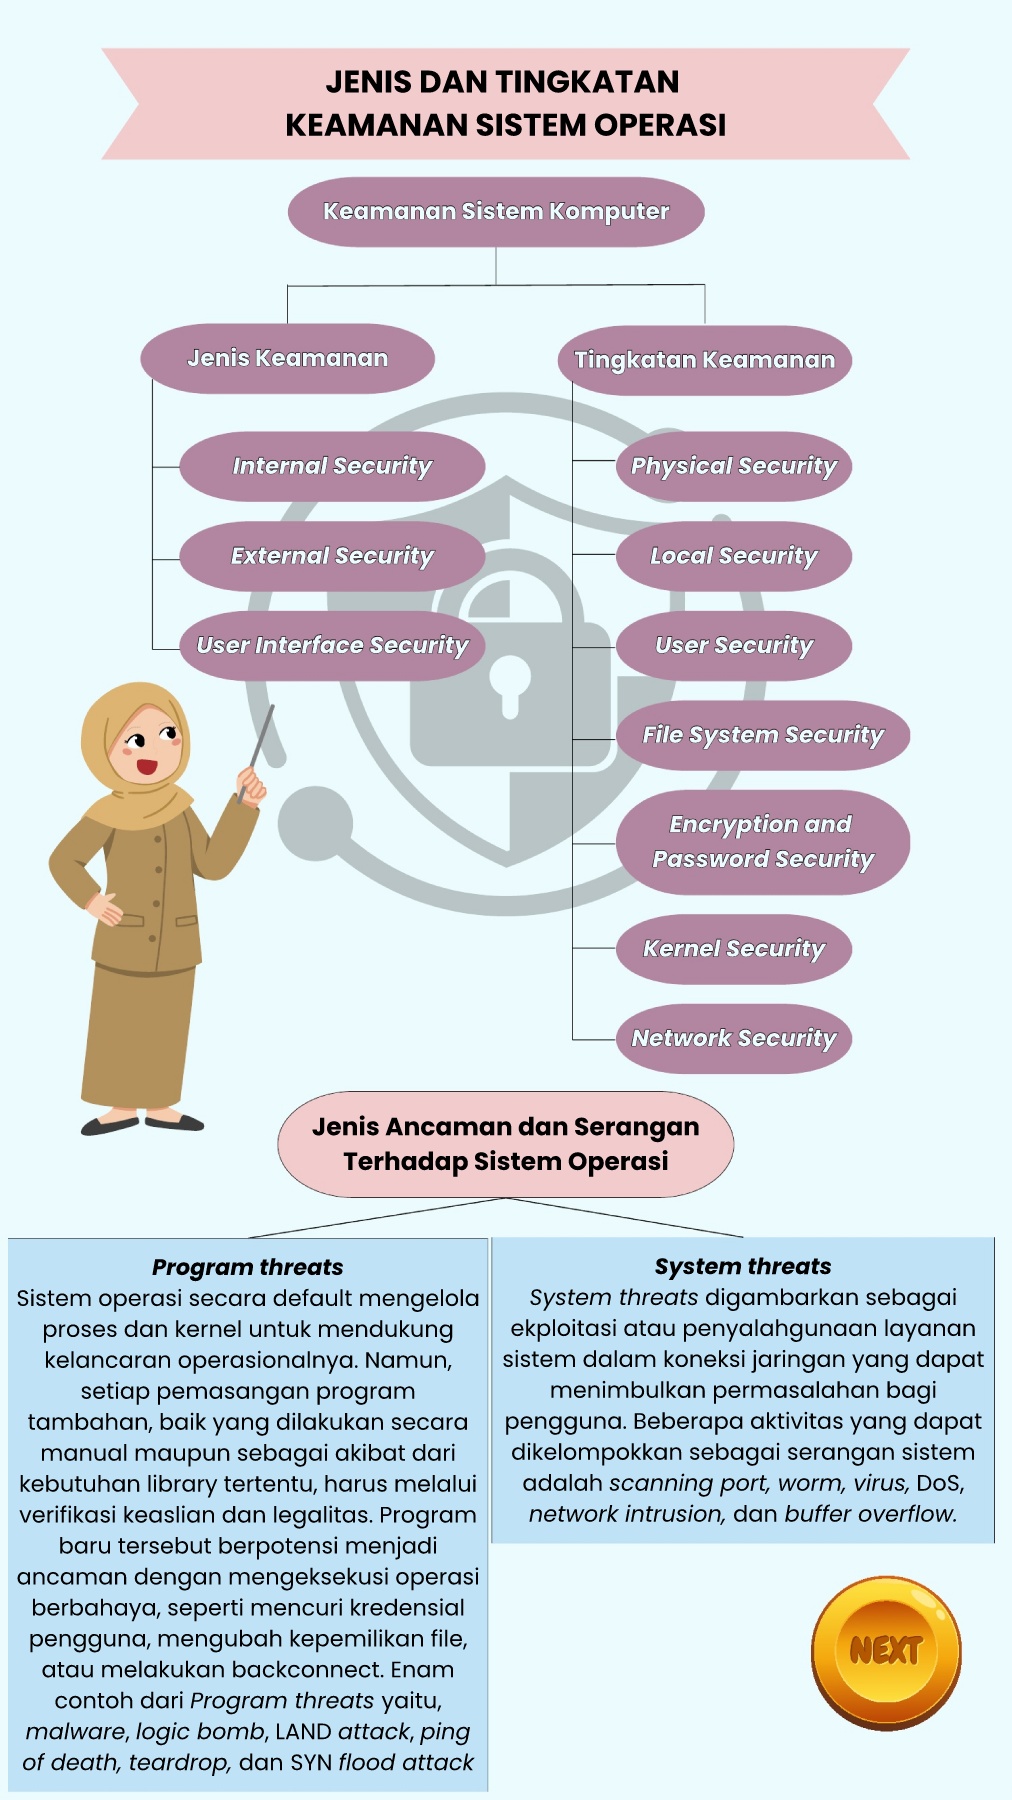 JENIS DAN TINGKATAN
KEAMANAN SISTEM OPERASI
Keamanan Sistem Komputer
Jenis Keamanan
Internal Security
External Security
User Interface Security
Tingkatan Keamanan
Physical Security
Local Security
User Security
File System Security
Encryption and
Password Security
Kernel Security
Network Security
Jenis Ancaman dan Serangan
Terhadap Sistem Operasi
Program threats
Sistem operasi secara default mengelola
proses dan kernel untuk mendukung
kelancaran operasionalnya. Namun,
setiap pemasangan program
tambahan, baik yang dilakukan secara
manual maupun sebagai akibat dari
kebutuhan library tertentu, harus melalui
verifikasi keaslian dan legalitas. Program
baru tersebut berpotensi menjadi
ancaman dengan mengeksekusi operasi
berbahaya, seperti mencuri kredensial
pengguna, mengubah kepemilikan file,
atau melakukan backconnect. Enam
contoh dari Program threats yaitu,
malware, logic bomb, LAND attack, ping
of death, teardrop, dan SYN flood attack
System threats
System threats digambarkan sebagai
ekploitasi atau penyalahgunaan layanan
sistem dalam koneksi jaringan yang dapat
menimbulkan permasalahan bagi
pengguna. Beberapa aktivitas yang dapat
dikelompokkan sebagai serangan sistem
adalah scanning port, worm, virus, DoS,
network intrusion, dan buffer overflow.
NEXT